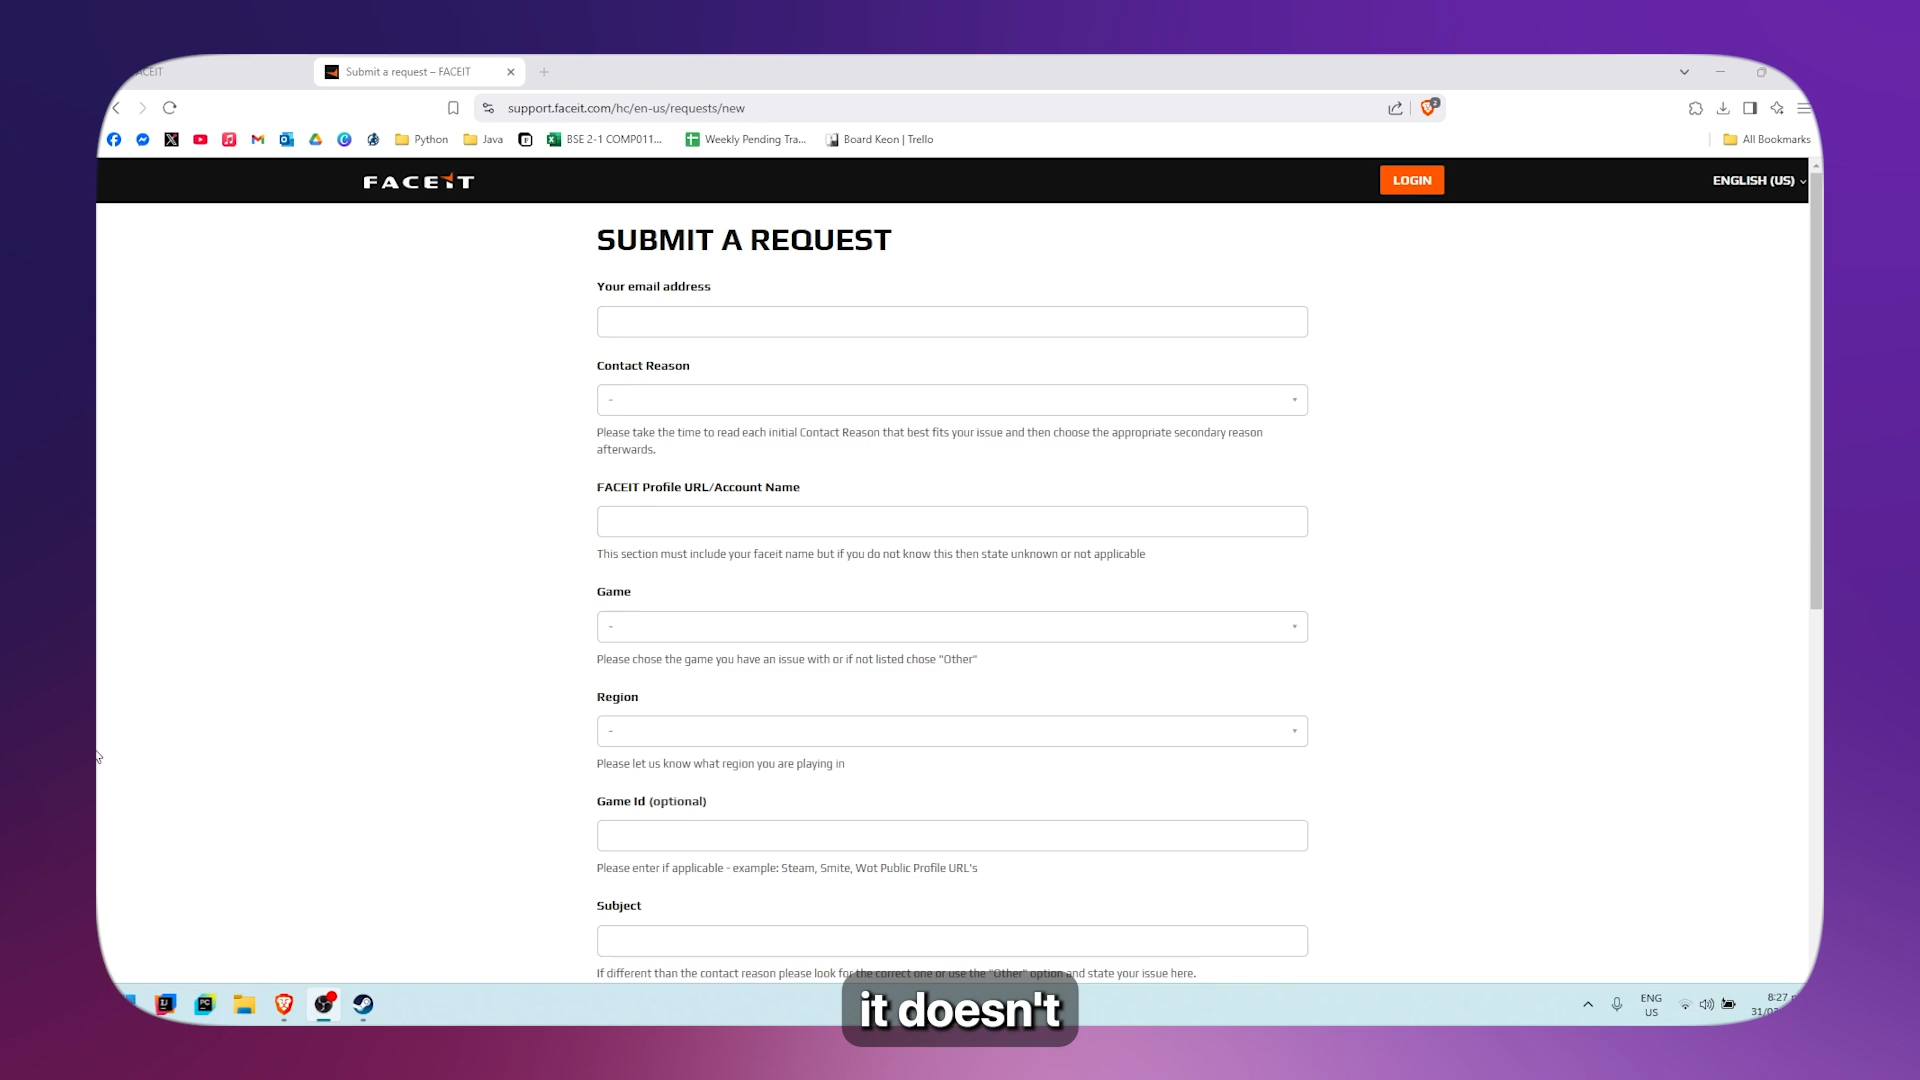 Submit a request – FACEIT
support.faceit.com/hc/en-us/requests/new
2
Python
Java
BSE 2-1 COMP011...
Weekly Pending Tra...
Board Keon | Trello
All Bookmarks
FACEIT
LOGIN
ENGLISH (US)
SUBMIT A REQUEST
Your email address
Contact Reason
-
Please take the time to read each initial Contact Reason that best fits your issue and then choose the appropriate secondary reason
afterwards.
FACEIT Profile URL/Account Name
This section must include your faceit name but if you do not know this then state unknown or not applicable
Game
-
Please chose the game you have an issue with or if not listed chose "Other"
Region
-
Please let us know what region you are playing in
Game Id (optional)
Please enter if applicable - example: Steam, Smite, Wot Public Profile URL's
Subject
If different than the contact reason please look for the correct one or use the "Other" option and state your issue here.
it doesn't
ENG
US
8:27